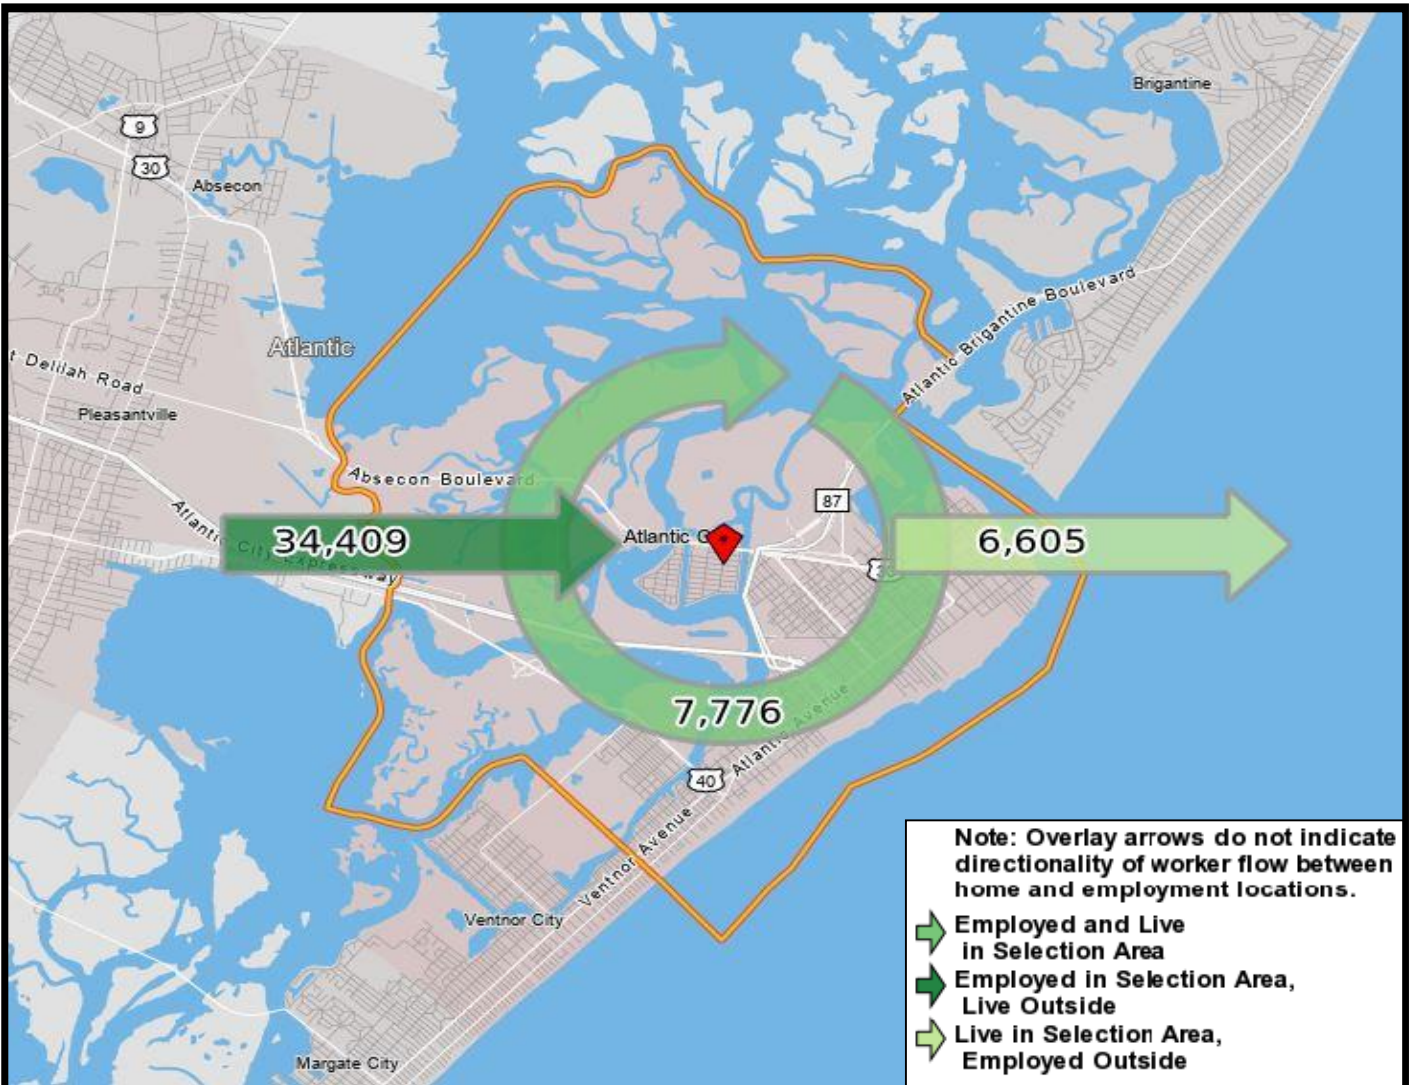 Brigantine
9
30
Absecon
Atlantic Brigantine Boulevard
Atlantic
t Delilah Road
Pleasantville
Absecon Boulevard
87
Atlantic City Expressway
34,409
Atlantic C
6,605
7,776
Atlantic Avenue
40
Ventnor Avenue
Ventnor City
Margate City
Note: Overlay arrows do not indicate
directionality of worker flow between
home and employment locations.
Employed and Live
in Selection Area
Employed in Selection Area,
Live Outside
Live in Selection Area,
Employed Outside